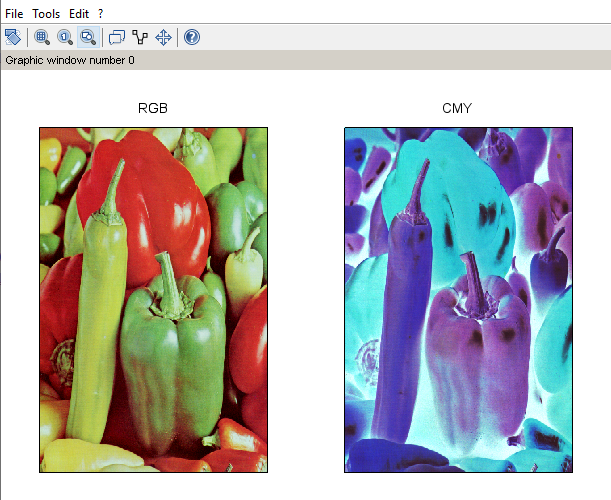 File Tools Edit ?
Graphic window number 0
RGB
CMY